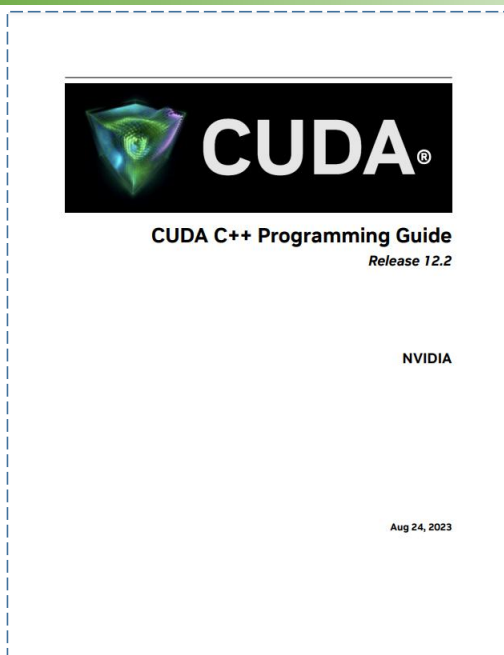 CUDA®
CUDA C++ Programming Guide
Release 12.2
NVIDIA
Aug 24, 2023